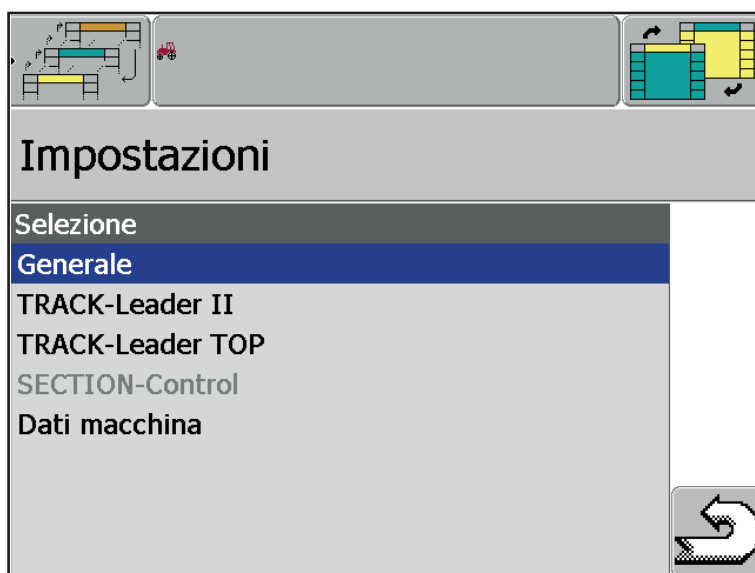 Impostazioni
Selezione
Generale
TRACK-Leader II
TRACK-Leader TOP
SECTION-Control
Dati macchina